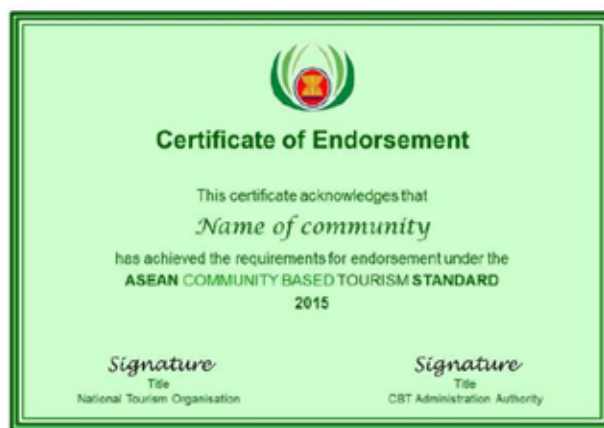 Certificate of Endorsement
This certificate acknowledges that
Name of community
has achieved the requirements for endorsement under the
ASEAN COMMUNITY BASED TOURISM STANDARD
2015
Signature
Title
National Tourism Organisation
Signature
Title
CBT Administration Authority